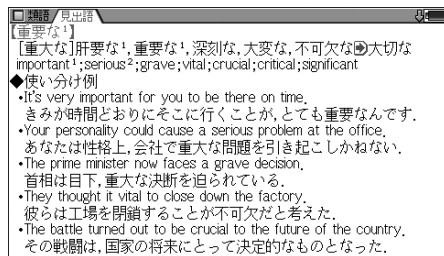 類語/見出語
【重要な¹】
[重大な]肝要な¹,重要な¹,深刻な,大変な,不可欠な➡大切な
important¹;serious²;grave;vital;crucial;critical;significant
◆使い分け例
•It's very important for you to be there on time.
きみが時間どおりにそこに行くことが,とても重要なんです.
•Your personality could cause a serious problem at the office.
あなたは性格上,会社で重大な問題を引き起こしかねない.
•The prime minister now faces a grave decision.
首相は目下,重大な決断を迫られている.
•They thought it vital to close down the factory.
彼らは工場を閉鎖することが不可欠だと考えた.
•The battle turned out to be crucial to the future of the country.
その戦闘は,国家の将来にとって決定的なものとなった.